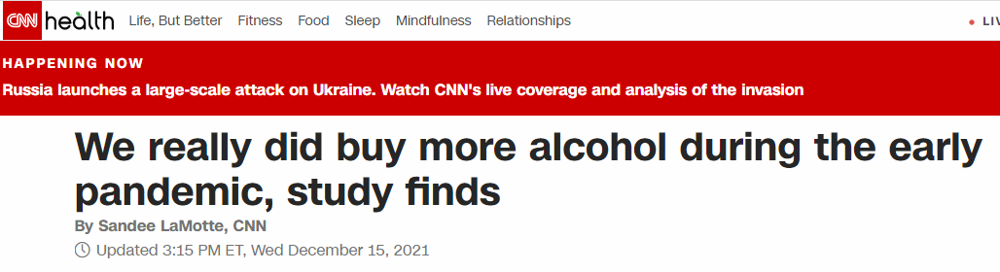 CNN health Life, But Better Fitness Food Sleep Mindfulness Relationships
HAPPENING NOW
Russia launches a large-scale attack on Ukraine. Watch CNN's live coverage and analysis of the invasion
We really did buy more alcohol during the early
pandemic, study finds
By Sandee LaMotte, CNN
Updated 3:15 PM ET, Wed December 15, 2021